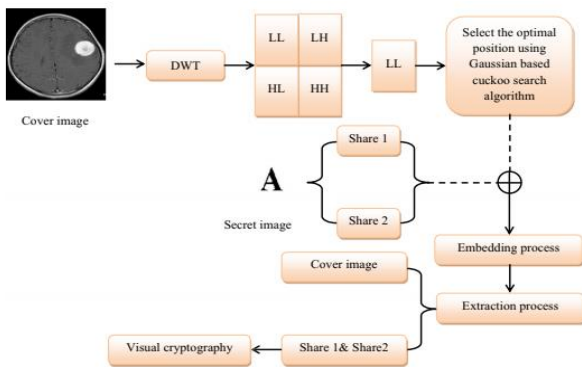 LL LH
HL HH
DWT
LL
Select the optimal
position using
Gaussian based
cuckoo search
algorithm
Cover image
Share 1
A
Share 2
Secret image
Embedding process
Cover image
Extraction process
Visual cryptography
Share 1& Share2